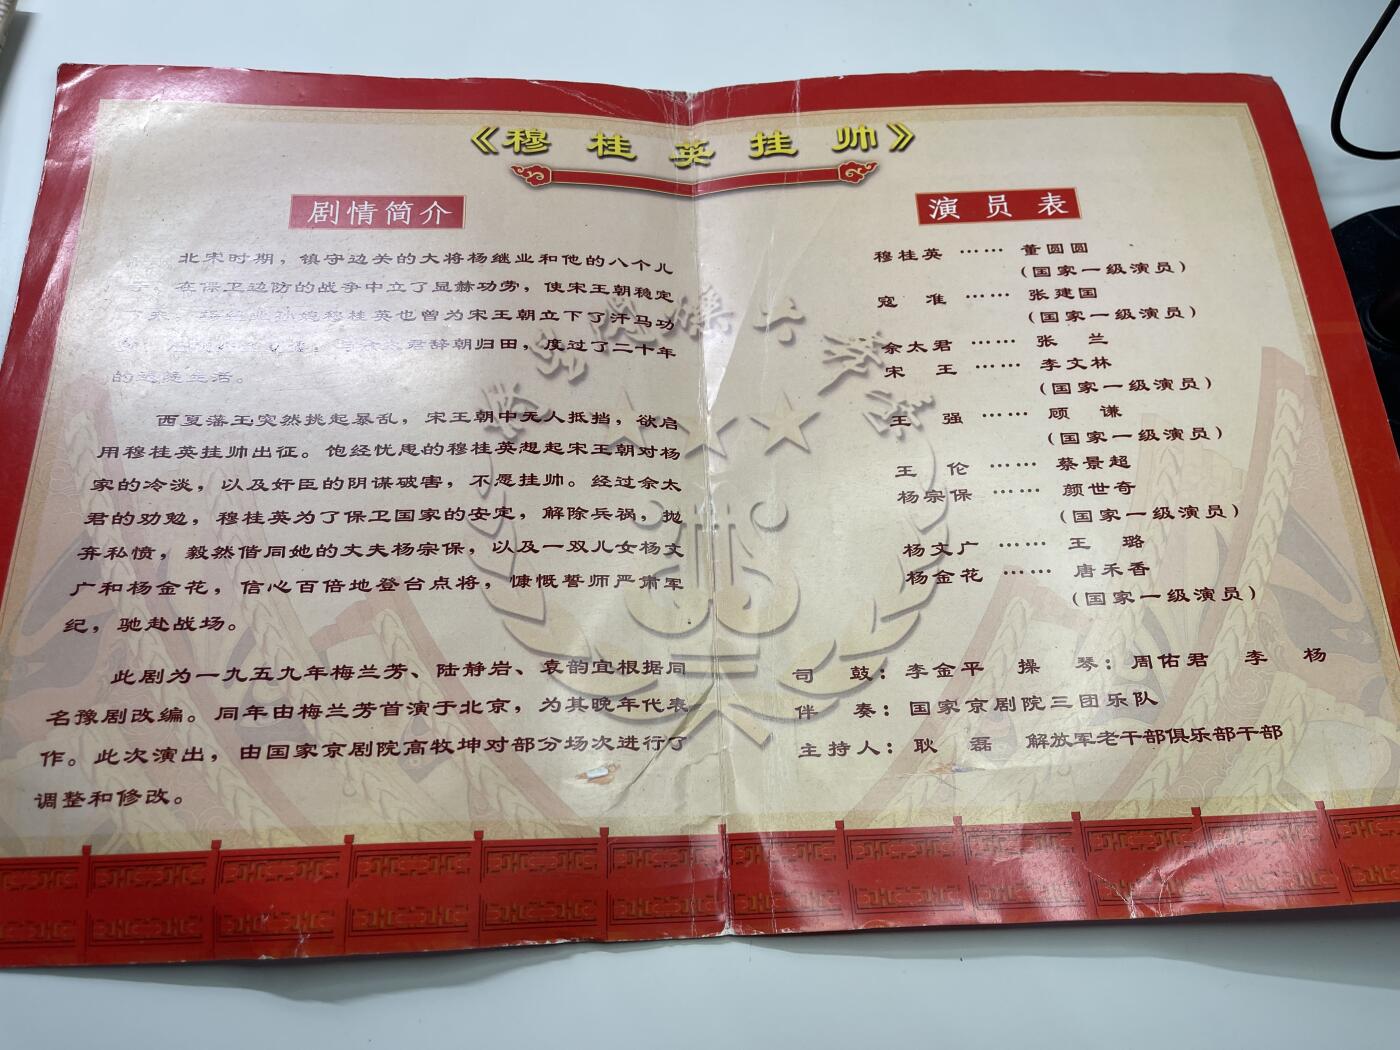 《穆桂英挂帅》
剧情简介
北宋时期，镇守边关的大将杨继业和他的八个儿
子，在保卫边防的战争中立了显赫功劳，使宋王朝稳定
穆桂英也曾为宋王朝立下了汗马功
君辞朝归田，度过了二十年
的 生活。
西夏藩王突然挑起暴乱，宋王朝中无人抵挡，欲启
用穆桂英挂帅出征。饱经忧患的穆桂英想起宋王朝对杨
家的冷淡，以及奸臣的阴谋破害，不愿挂帅。经过佘太
君的劝勉，穆桂英为了保卫国家的安定，解除兵祸，抛
弃私愤，毅然偕同她的丈夫杨宗保，以及一双儿女杨文
广和杨金花，信心百倍地登台点将，慷慨誓师严肃军
纪，驰赴战场。
此剧为一九五九年梅兰芳、陆静岩、袁韵宜根据同
名豫剧改编。同年由梅兰芳首演于北京，为其晚年代表
作。此次演出，由国家京剧院高牧坤对部分场次进行了
调整和修改。
演员表
穆桂英 …… 董圆圆
(国家一级演员)
寇 准 …… 张建国
(国家一级演员)
佘太君 …… 张 兰
宋 王 …… 李文林
(国家一级演员)
王 强 …… 顾 谦
(国家一级演员)
王 伦 …… 蔡景超
杨宗保 …… 颜世奇
(国家一级演员)
杨文广 …… 王 璐
杨金花 …… 唐禾香
(国家一级演员)
司 鼓：李金平 操 琴：周佑君 李 杨
伴 奏：国家京剧院三团乐队
主持人：耿 磊 解放军老干部俱乐部干部